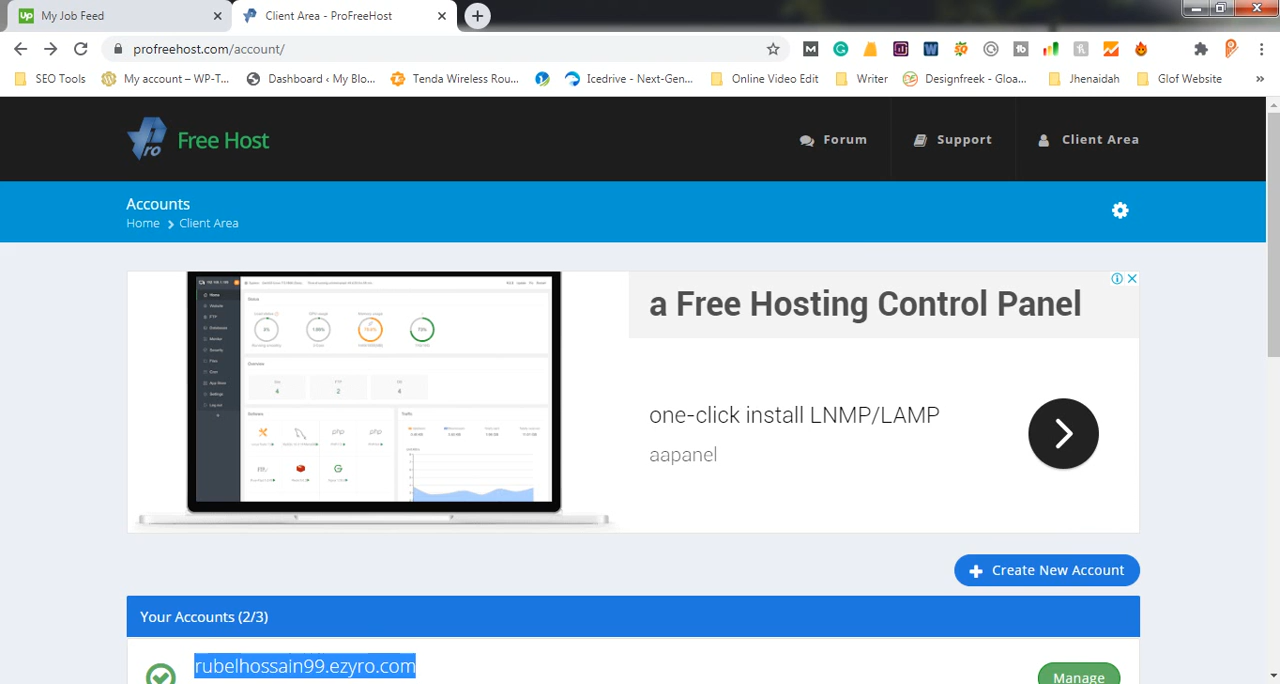 My Job Feed
Client Area - ProFreeHost
profreehost.com/account/
SEO Tools
My account – WP-T...
Dashboard ‹ My Blo...
Tenda Wireless Rou...
Icedrive - Next-Gen...
Online Video Edit
Writer
Designfreek - Gloa...
Jhenadah
Glof Website
»
Pro Free Host
Forum
Support
Client Area
Accounts
Home > Client Area
a Free Hosting Control Panel
one-click install LNMP/LAMP
aapanel
+ Create New Account
Your Accounts (2/3)
rubelhossain99.ezyro.com
Manage